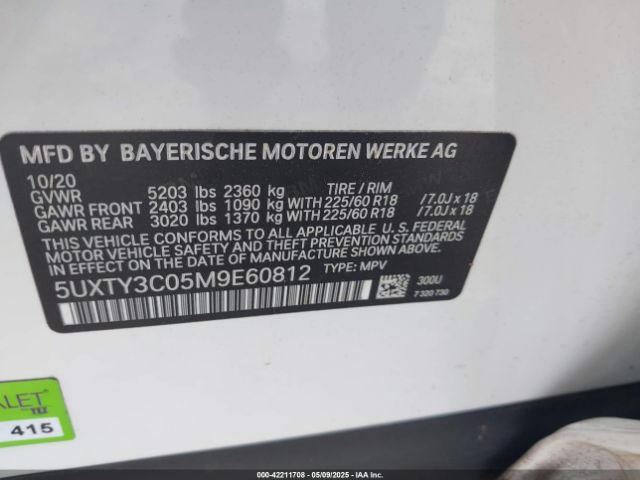 MFD BY BAYERISCHE MOTOREN WERKE AG
10/20
GVWR 5203 lbs 2360 kg TIRE / RIM
GAWR FRONT 2403 lbs 1090 kg WITH 225/60 R18 /7.0J x 18
GAWR REAR 3020 lbs 1370 kg WITH 225/60 R18 /7.0J x 18
THIS VEHICLE CONFORMS TO ALL APPLICABLE U. S. FEDERAL
MOTOR VEHICLE SAFETY AND THEFT PREVENTION STANDARDS
IN EFFECT ON THE DATE OF MANUFACTURE SHOWN ABOVE.
5UXTY3C05M9E60812 TYPE: MPV
300U
7 320 730
415
000-42211708 - 05/09/2025 - IAA Inc.